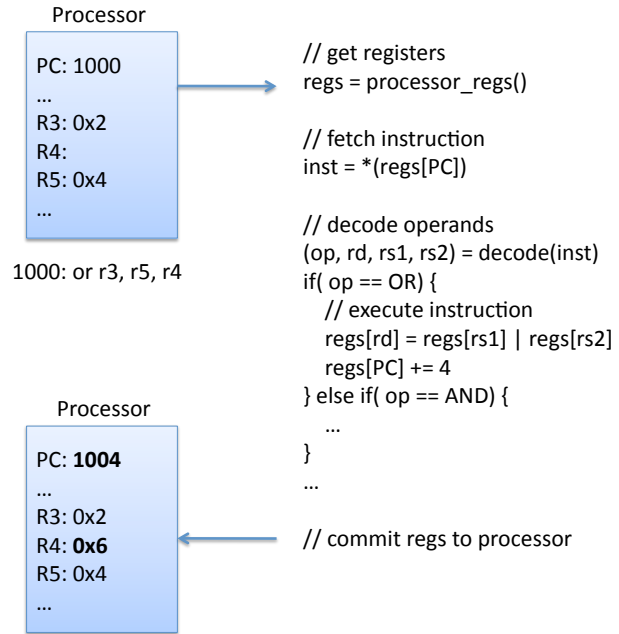 Processor
PC: 1000
...
R3: 0x2
R4:
R5: 0x4
...
1000: or r3, r5, r4
// get registers
regs = processor_regs()
// fetch instruction
inst = *(regs[PC])
// decode operands
(op, rd, rs1, rs2) = decode(inst)
if( op == OR) {
// execute instruction
regs[rd] = regs[rs1] | regs[rs2]
regs[PC] += 4
} else if( op == AND) {
...
}
...
Processor
PC: 1004
...
R3: 0x2
R4: 0x6
R5: 0x4
...
// commit regs to processor